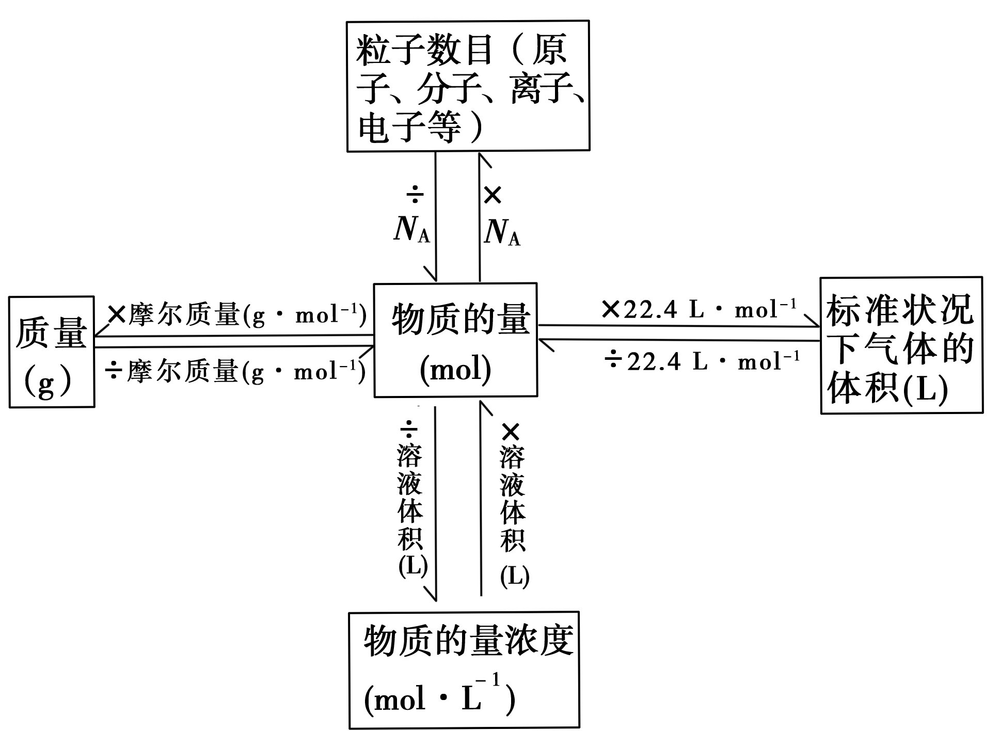 粒子数目（原
子、分子、离子、
电子等）
÷
N_A
×
N_A
质量
(g)
×摩尔质量(g·mol⁻¹)
÷摩尔质量(g·mol⁻¹)
物质的量
(mol)
×22.4 L·mol⁻¹
÷22.4 L·mol⁻¹
标准状况
下气体的
体积(L)
÷
溶
液
体
积
(L)
×
溶
液
体
积
(L)
物质的量浓度
(mol·L⁻¹)